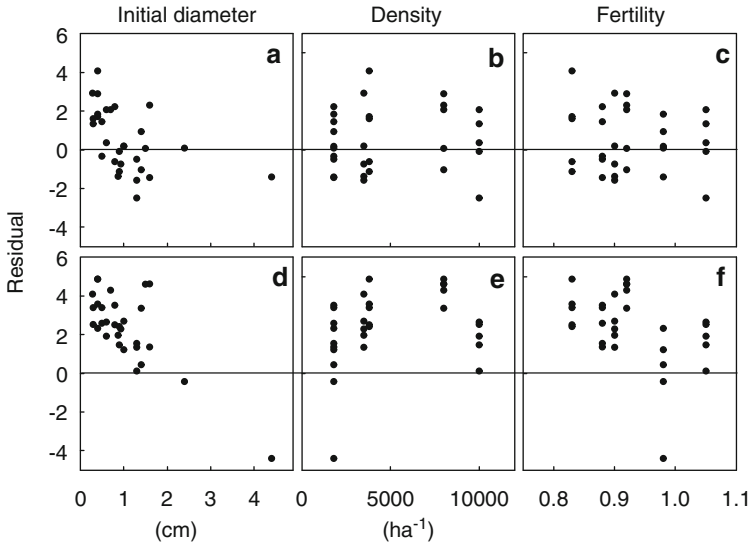 Initial diameter Density Fertility
6
4
2
0
-2
-4
a b c
Residual
6
4
2
0
-2
-4
d e f
0 1 2 3 4 0 5000 10000 0.8 0.9 1.0 1.1
(cm) (ha⁻¹)